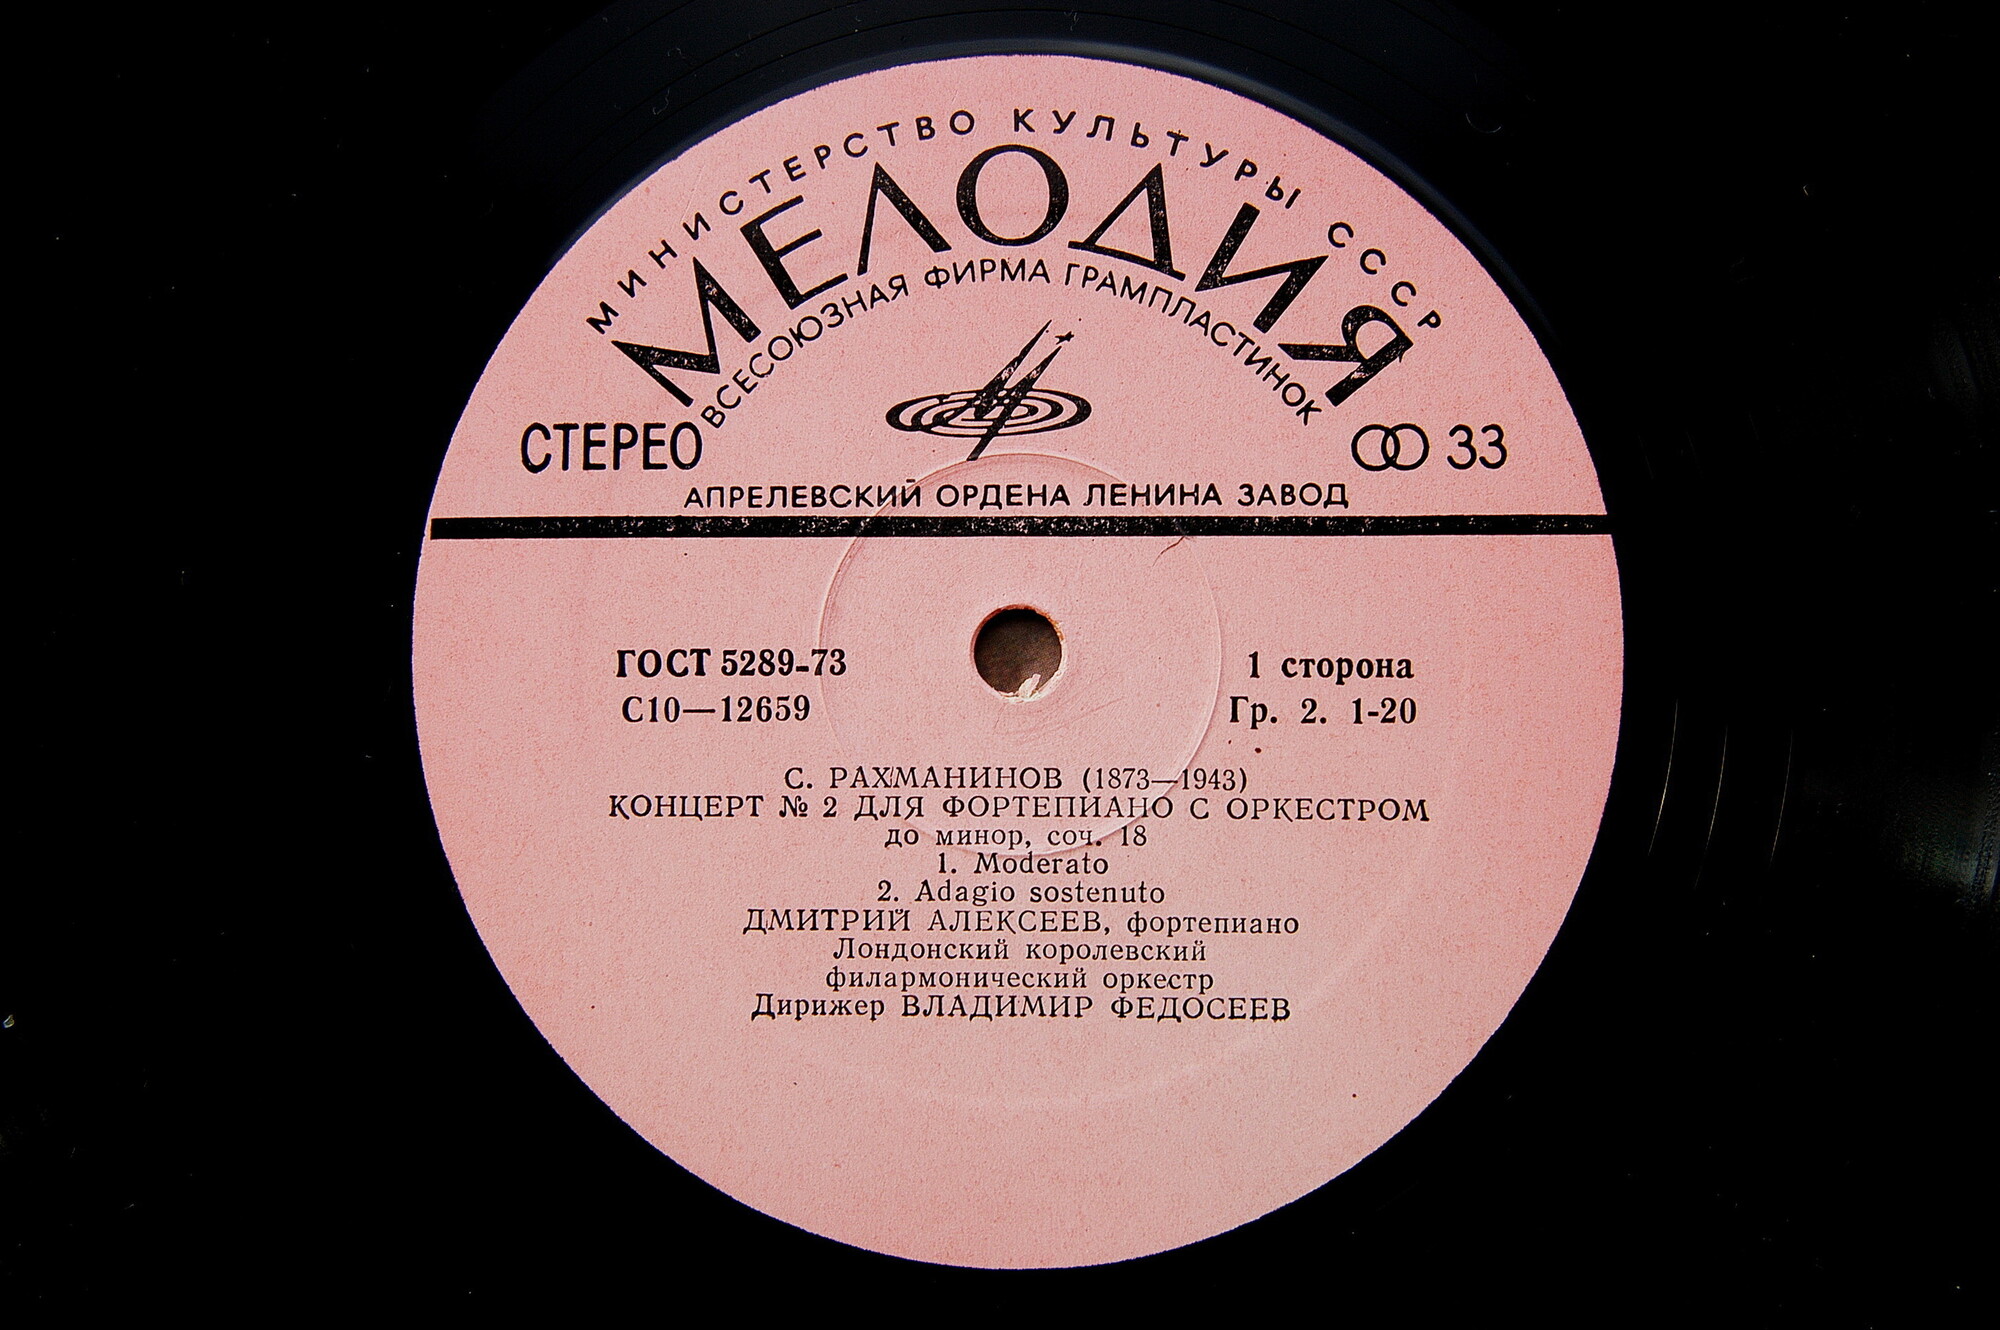 МИНИСТЕРСТВО КУЛЬТУРЫ СССР
МЕЛОДИЯ
ВСЕСОЮЗНАЯ ФИРМА ГРАМПЛАСТИНОК
СТЕРЕО
33
АПРЕЛЕВСКИЙ ОРДЕНА ЛЕНИНА ЗАВОД
ГОСТ 5289-73
1 сторона
С10—12659
Гр. 2. 1-20
С. РАХМАНИНОВ (1873—1943)
КОНЦЕРТ № 2 ДЛЯ ФОРТЕПИАНО С ОРКЕСТРОМ
до минор, соч. 18
1. Moderato
2. Adagio sostenuto
ДМИТРИЙ АЛЕКСЕЕВ, фортепиано
Лондонский королевский
филармонический оркестр
Дирижер ВЛАДИМИР ФЕДОСЕЕВ